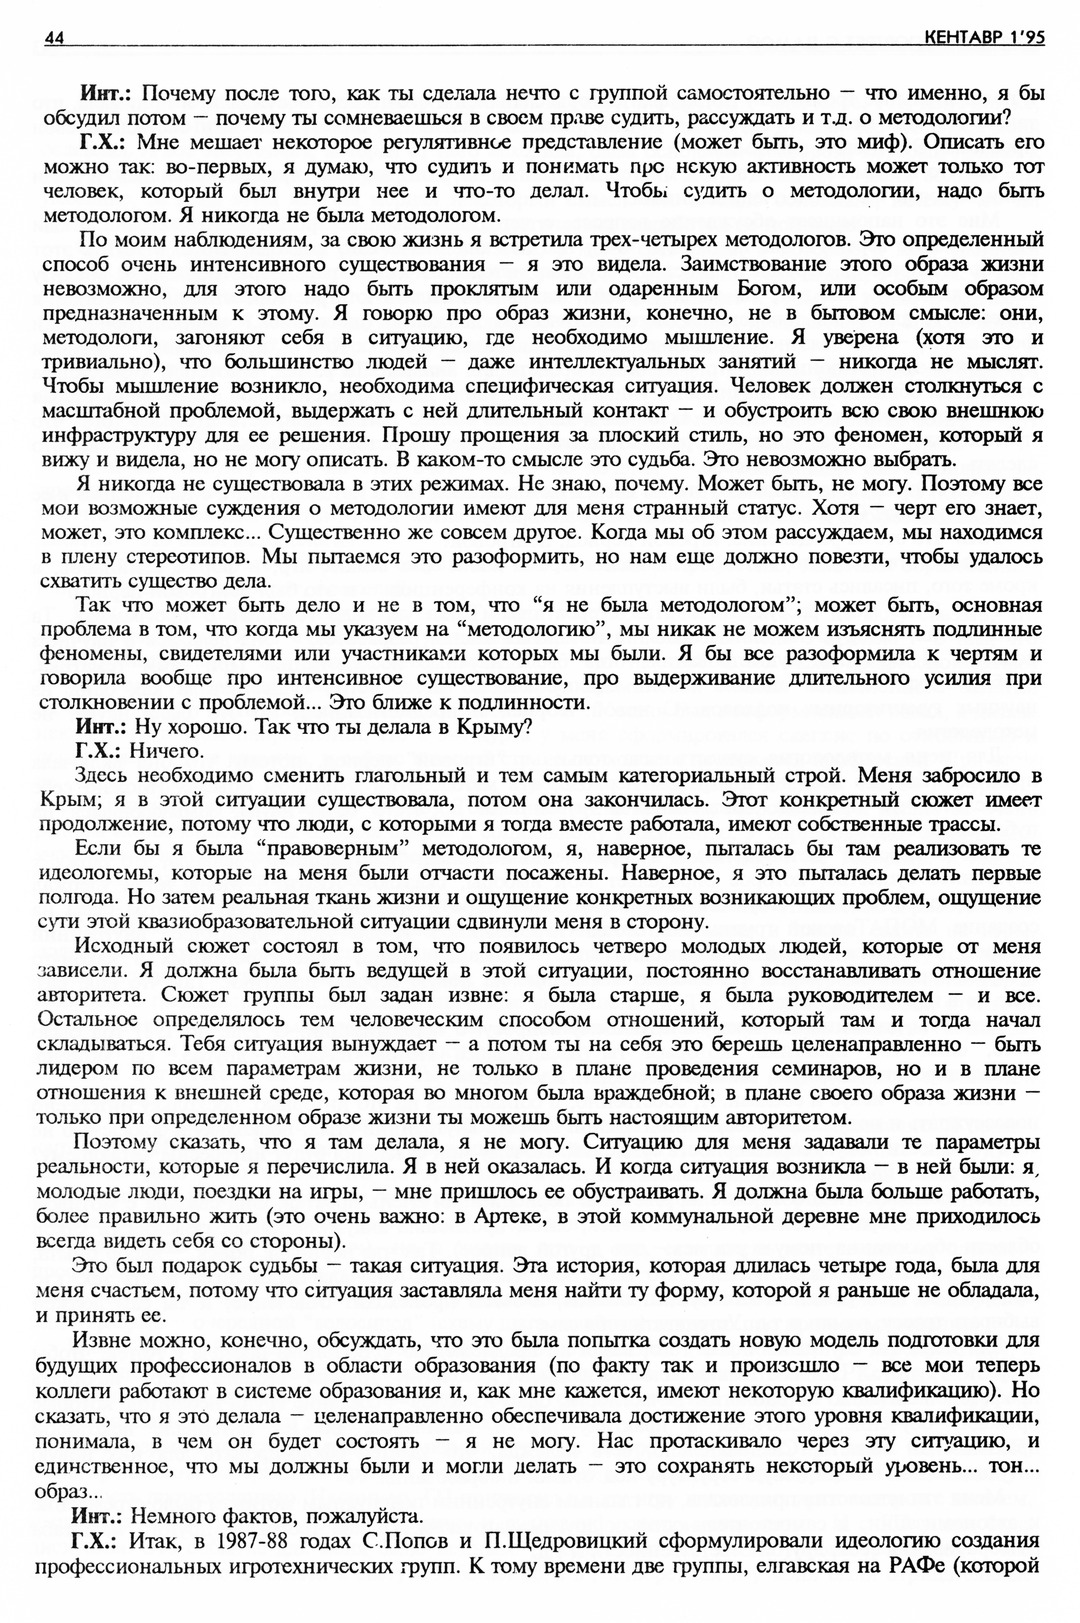 44
КЕНТАВР 1'95
Инт.: Почему после того, как ты сделала нечто с группой самостоятельно — что именно, я бы
обсудил потом — почему ты сомневаешься в своем праве судить, рассуждать и т.д. о методологии?
Г.Х.: Мне мешает некоторое регулятивное представление (может быть, это миф). Описать его
можно так: во-первых, я думаю, что судить и понимать про некую активность может только тот
человек, который был внутри нее и что-то делал. Чтобы судить о методологии, надо быть
методологом. Я никогда не была методологом.
По моим наблюдениям, за свою жизнь я встретила трех-четырех методологов. Это определенный
способ очень интенсивного существования — я это видела. Заимствование этого образа жизни
невозможно, для этого надо быть проклятым или одаренным Богом, или особым образом
предназначенным к этому. Я говорю про образ жизни, конечно, не в бытовом смысле: они,
методологи, загоняют себя в ситуацию, где необходимо мышление. Я уверена (хотя это и
тривиально), что большинство людей — даже интеллектуальных занятий — никогда не мыслят.
Чтобы мышление возникло, необходима специфическая ситуация. Человек должен столкнуться с
масштабной проблемой, выдержать с ней длительный контакт — и обустроить всю свою внешнюю
инфраструктуру для ее решения. Прошу прощения за плоский стиль, но это феномен, который я
вижу и видела, но не могу описать. В каком-то смысле это судьба. Это невозможно выбрать.
Я никогда не существовала в этих режимах. Не знаю, почему. Может быть, не могу. Поэтому все
мои возможные суждения о методологии имеют для меня странный статус. Хотя — черт его знает,
может, это комплекс... Существенно же совсем другое. Когда мы об этом рассуждаем, мы находимся
в плену стереотипов. Мы пытаемся это разоформить, но нам еще должно повезти, чтобы удалось
схватить существо дела.
Так что может быть дело и не в том, что “я не была методологом”; может быть, основная
проблема в том, что когда мы указуем на “методологию”, мы никак не можем изъяснять подлинные
феномены, свидетелями или участниками которых мы были. Я бы все разоформила к чертям и
говорила вообще про интенсивное существование, про выдерживание длительного усилия при
столкновении с проблемой... Это ближе к подлинности.
Инт.: Ну хорошо. Так что ты делала в Крыму?
Г.Х.: Ничего.
Здесь необходимо сменить глагольный и тем самым категориальный строй. Меня забросило в
Крым; я в этой ситуации существовала, потом она закончилась. Этот конкретный сюжет имеет
продолжение, потому что люди, с которыми я тогда вместе работала, имеют собственные трассы.
Если бы я была “правоверным” методологом, я, наверное, пыталась бы там реализовать те
идеологемы, которые на меня были отчасти посажены. Наверное, я это пыталась делать первые
полгода. Но затем реальная ткань жизни и ощущение конкретных возникающих проблем, ощущение
сути этой квазиобразовательной ситуации сдвинули меня в сторону.
Исходный сюжет состоял в том, что появилось четверо молодых людей, которые от меня
зависели. Я должна была быть ведущей в этой ситуации, постоянно восстанавливать отношение
авторитета. Сюжет группы был задан извне: я была старше, я была руководителем — и все.
Остальное определялось тем человеческим способом отношений, который там и тогда начал
складываться. Тебя ситуация вынуждает — а потом ты на себя это берешь целенаправленно — быть
лидером по всем параметрам жизни, не только в плане проведения семинаров, но и в плане
отношения к внешней среде, которая во многом была враждебной; в плане своего образа жизни —
только при определенном образе жизни ты можешь быть настоящим авторитетом.
Поэтому сказать, что я там делала, я не могу. Ситуацию для меня задавали те параметры
реальности, которые я перечислила. Я в ней оказалась. И когда ситуация возникла — в ней были: я,
молодые люди, поездки на игры, — мне пришлось ее обустраивать. Я должна была больше работать,
более правильно жить (это очень важно: в Артеке, в этой коммунальной деревне мне приходилось
всегда видеть себя со стороны).
Это был подарок судьбы — такая ситуация. Эта история, которая длилась четыре года, была для
меня счастьем, потому что ситуация заставляла меня найти ту форму, которой я раньше не обладала,
и принять ее.
Извне можно, конечно, обсуждать, что это была попытка создать новую модель подготовки для
будущих профессионалов в области образования (по факту так и произошло — все мои теперь
коллеги работают в системе образования и, как мне кажется, имеют некоторую квалификацию). Но
сказать, что я это делала — целенаправленно обеспечивала достижение этого уровня квалификации,
понимала, в чем он будет состоять — я не могу. Нас протаскивало через эту ситуацию, и
единственное, что мы должны были и могли делать — это сохранять некоторый уровень... тон...
образ...
Инт.: Немного фактов, пожалуйста.
Г.Х.: Итак, в 1987-88 годах С.Попов и П.Щедровицкий сформулировали идеологию создания
профессиональных игротехнических групп. К тому времени две группы, елгавская на РАФе (которой